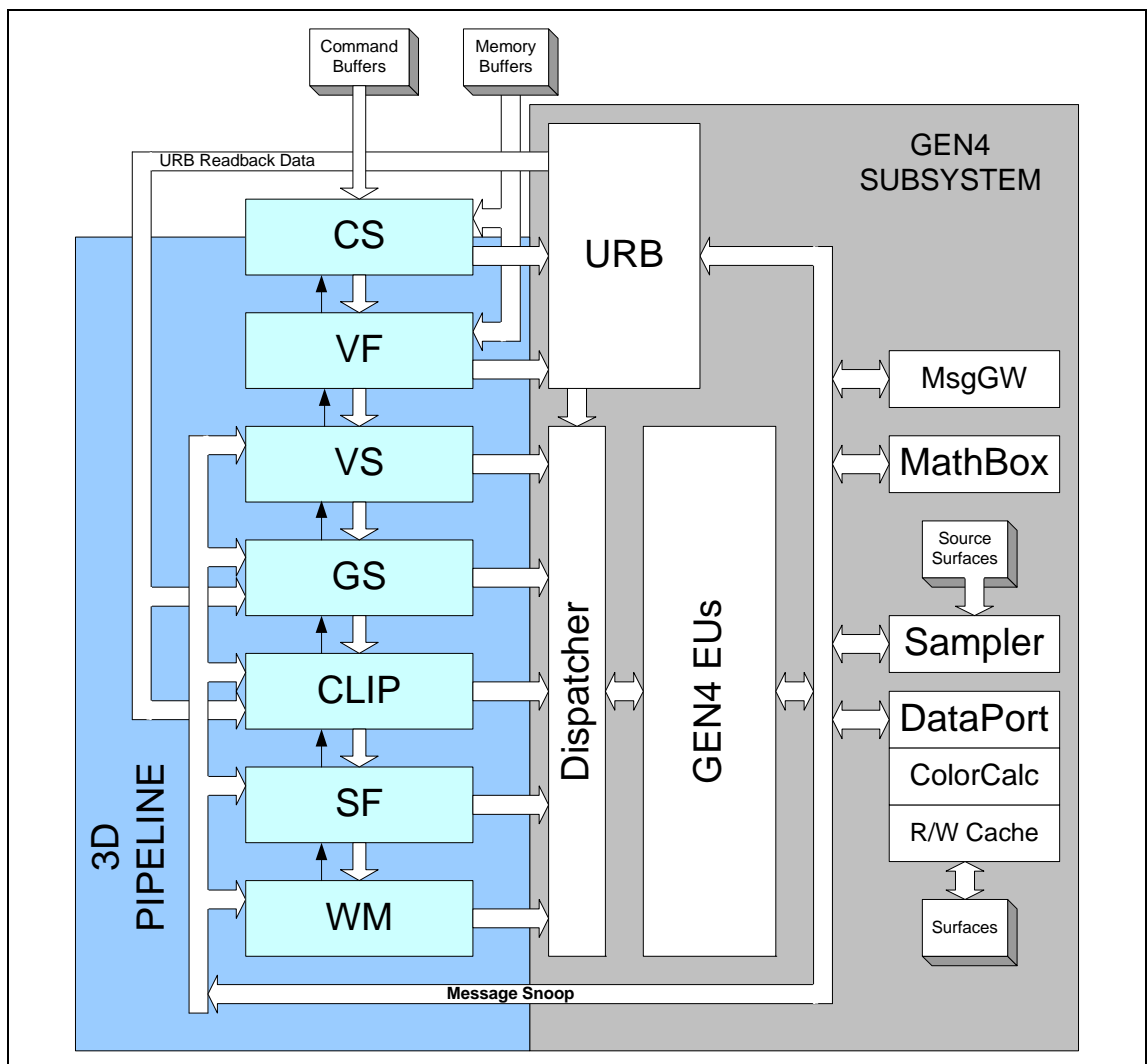 Command
Buffers
Memory
Buffers
URB Readback Data
GEN4
SUBSYSTEM
CS
URB
VF
MsgGW
VS
MathBox
Source
Surfaces
GS
Sampler
CLIP
Dispatcher
GEN4 EUs
DataPort
ColorCalc
SF
R/W Cache
3D
PIPELINE
WM
Surfaces
Message Snoop